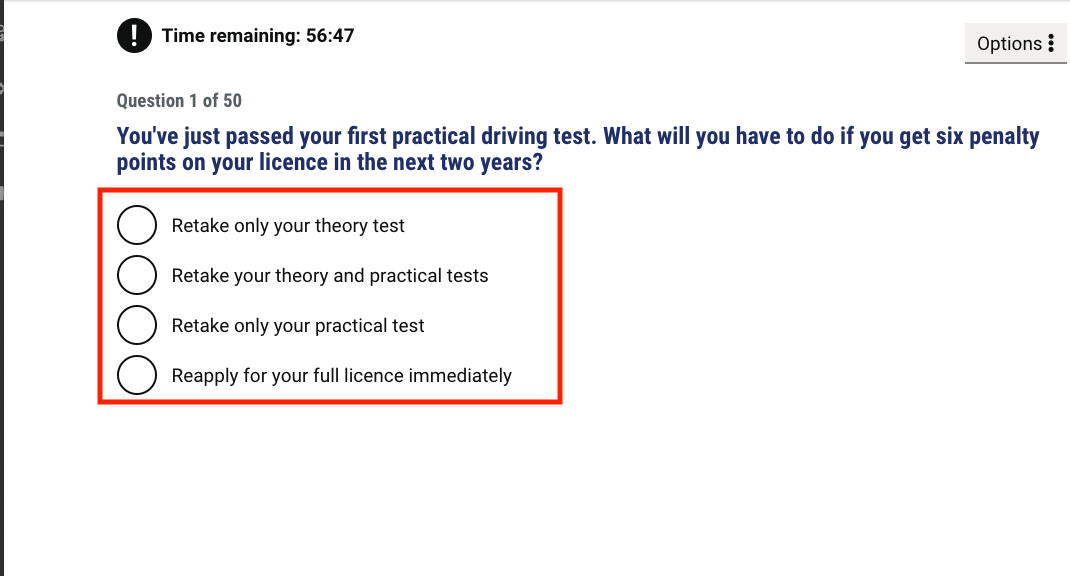 Time remaining: 56:47
Options
Question 1 of 50
You've just passed your first practical driving test. What will you have to do if you get six penalty
points on your licence in the next two years?
Retake only your theory test
Retake your theory and practical tests
Retake only your practical test
Reapply for your full licence immediately